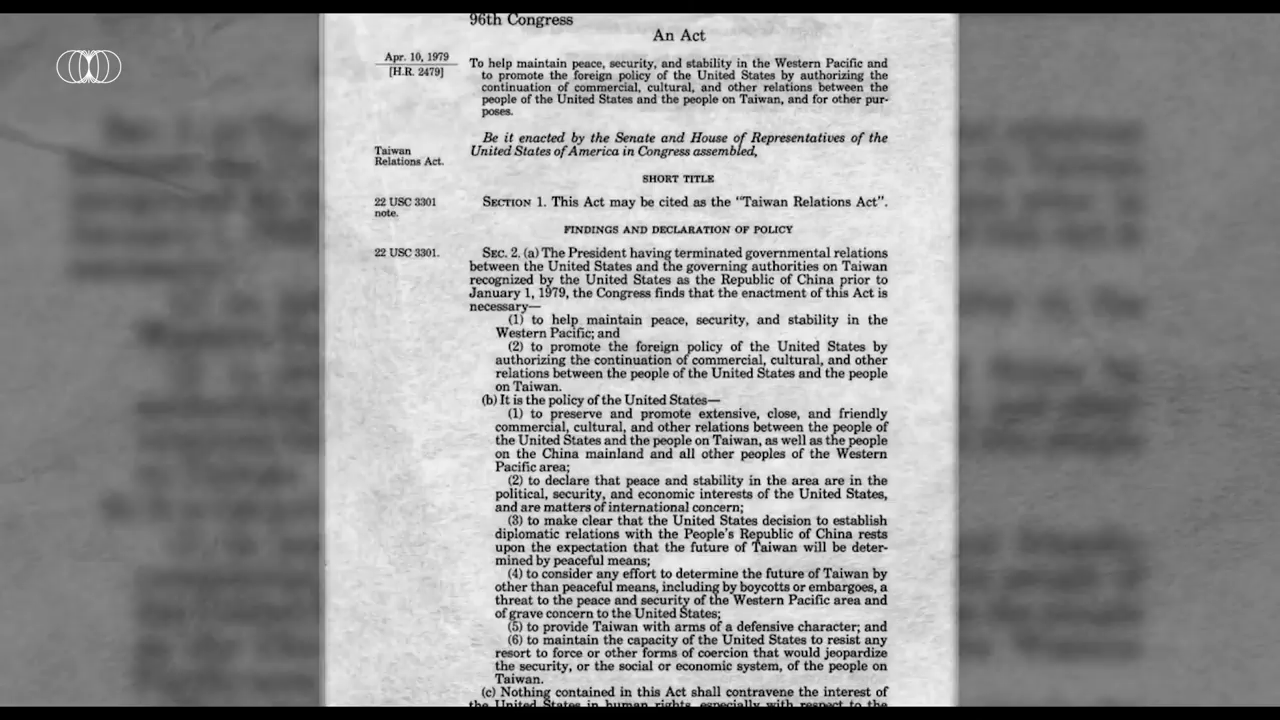 96th Congress
An Act
Apr. 10, 1979
[H.R. 2479]
To help maintain peace, security, and stability in the Western Pacific and
to promote the foreign policy of the United States by authorizing the
continuation of commercial, cultural, and other relations between the
people of the United States and the people on Taiwan, and for other pur-
poses.
Be it enacted by the Senate and House of Representatives of the
United States of America in Congress assembled,
Taiwan
Relations Act.
SHORT TITLE
22 USC 3301
note.
SECTION 1. This Act may be cited as the "Taiwan Relations Act".
FINDINGS AND DECLARATION OF POLICY
22 USC 3301.
SEC. 2. (a) The President having terminated governmental relations
between the United States and the governing authorities on Taiwan
recognized by the United States as the Republic of China prior to
January 1, 1979, the Congress finds that the enactment of this Act is
necessary—
(1) to help maintain peace, security, and stability in the
Western Pacific; and
(2) to promote the foreign policy of the United States by
authorizing the continuation of commercial, cultural, and other
relations between the people of the United States and the people
on Taiwan.
(b) It is the policy of the United States—
(1) to preserve and promote extensive, close, and friendly
commercial, cultural, and other relations between the people of
the United States and the people on Taiwan, as well as the people
on the China mainland and all other peoples of the Western
Pacific area;
(2) to declare that peace and stability in the area are in the
political, security, and economic interests of the United States,
and are matters of international concern;
(3) to make clear that the United States decision to establish
diplomatic relations with the People's Republic of China rests
upon the expectation that the future of Taiwan will be deter-
mined by peaceful means;
(4) to consider any effort to determine the future of Taiwan by
other than peaceful means, including by boycotts or embargoes, a
threat to the peace and security of the Western Pacific area and
of grave concern to the United States;
(5) to provide Taiwan with arms of a defensive character; and
(6) to maintain the capacity of the United States to resist any
resort to force or other forms of coercion that would jeopardize
the security, or the social or economic system, of the people on
Taiwan.
(c) Nothing contained in this Act shall contravene the interest of
the United States in human rights, especially with respect to the